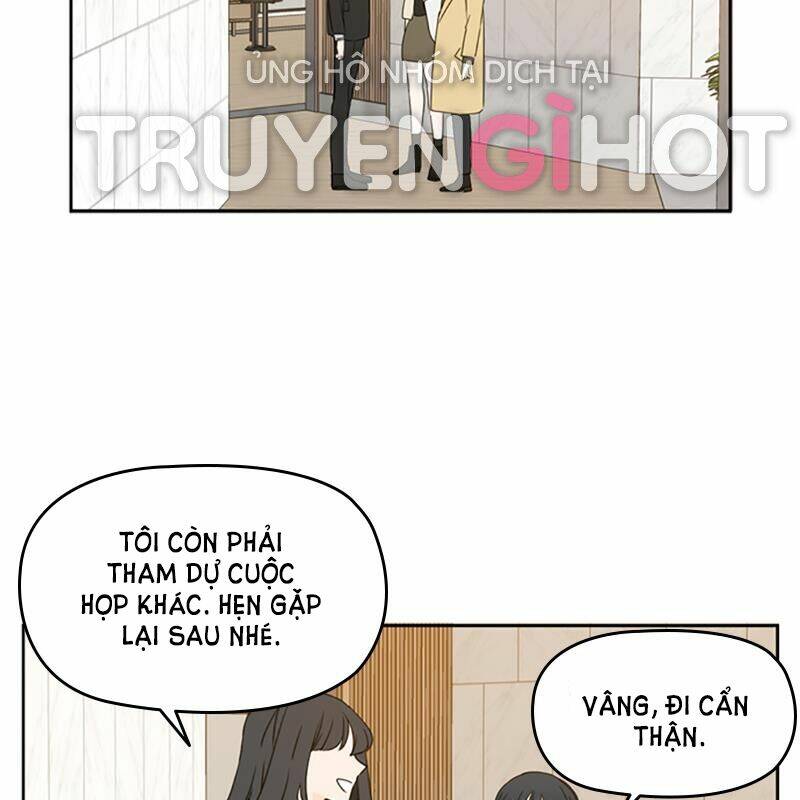 ỦNG HỘ NHÓM DỊCH TẠI
TRUYENGÌHOT
TÔI CÒN PHẢI
THAM DỰ CUỘC
HỌP KHÁC. HẸN GẶP
LẠI SAU NHÉ.
VÂNG, ĐI CẨN
THẬN.